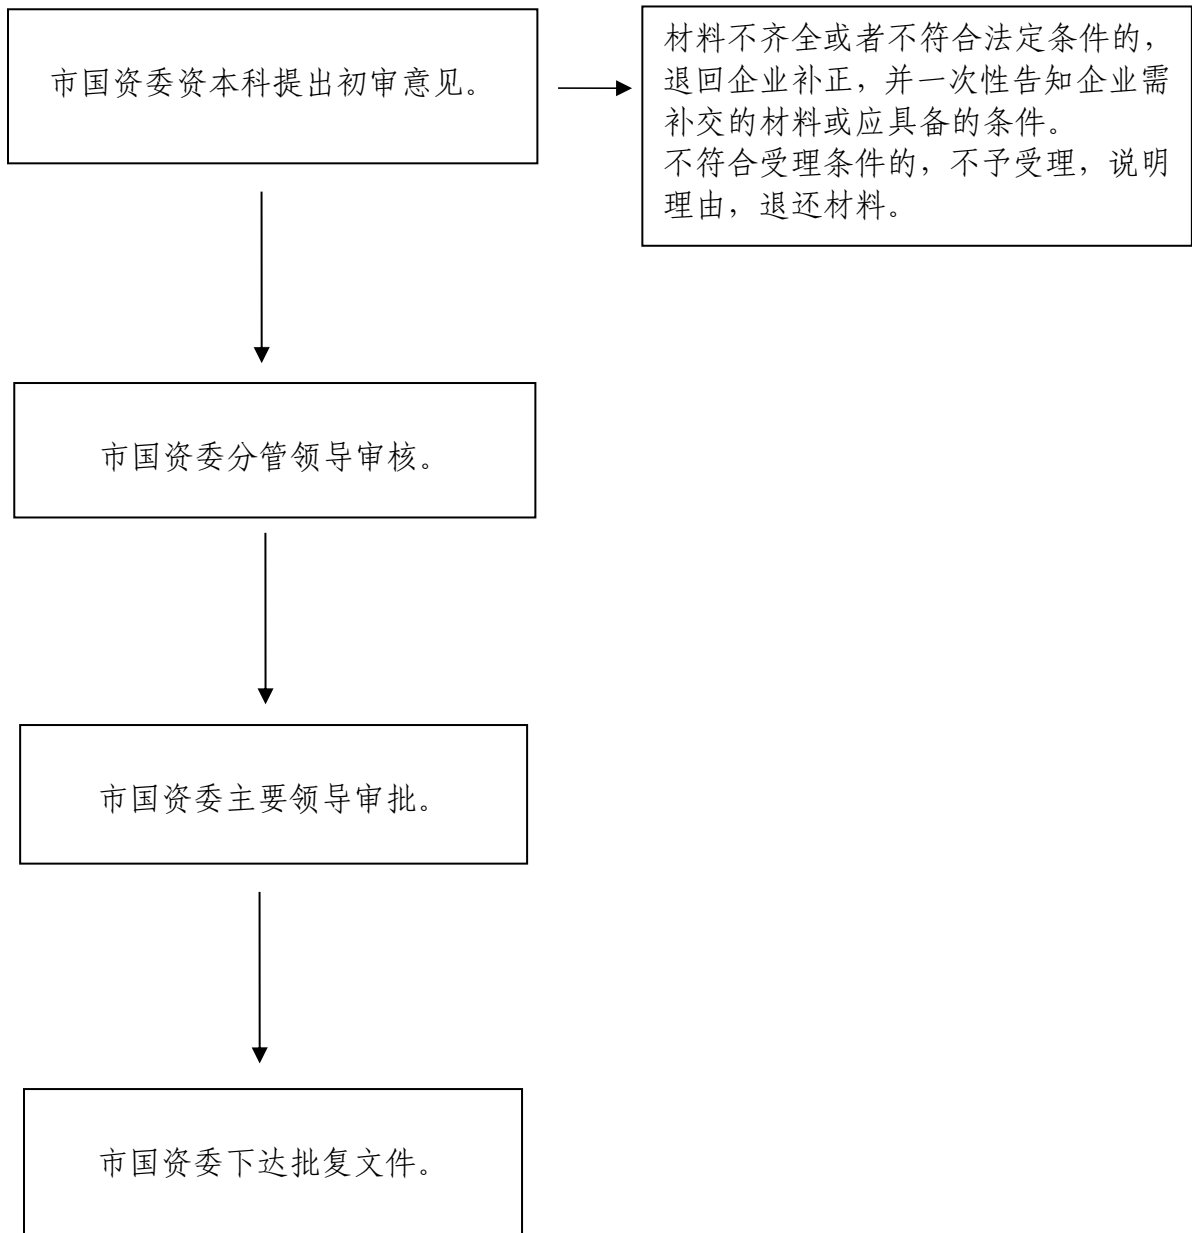 市国资委资本科提出初审意见。
材料不齐全或者不符合法定条件的，
退回企业补正，并一次性告知企业需
补交的材料或应具备的条件。
不符合受理条件的，不予受理，说明
理由，退还材料。
市国资委分管领导审核。
市国资委主要领导审批。
市国资委下达批复文件。